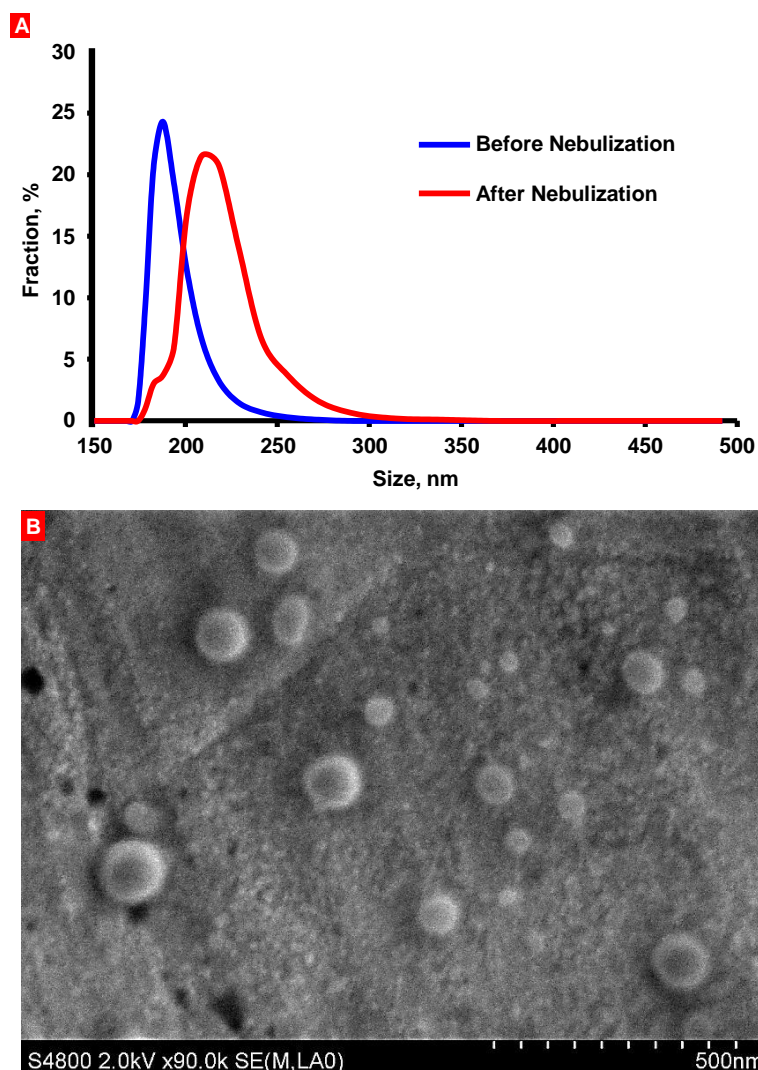 A
30
25
20
15
10
5
0
Fraction, %
Before Nebulization
After Nebulization
150 200 250 300 350 400 450 500
Size, nm
B
S4800 2.0kV x90.0k SE(M,LA0) 500nm